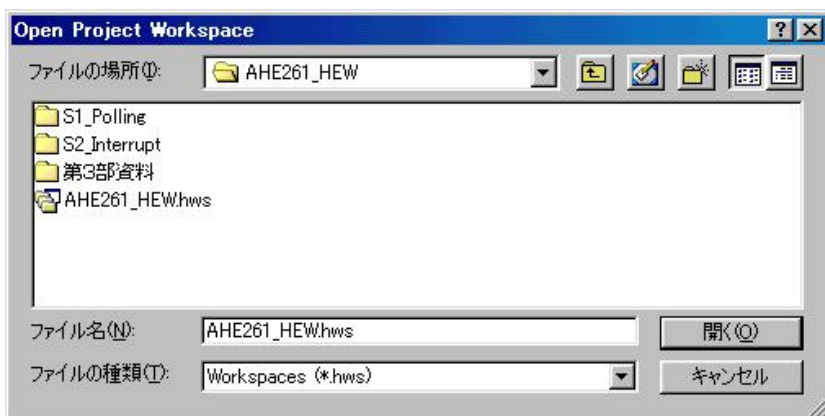 Open Project Workspace
ファイルの場所(I):
AHE261_HEW
S1_Polling
S2_Interrupt
第3部資料
AHE261_HEW.hws
ファイル名(N):
AHE261_HEW.hws
開く(O)
ファイルの種類(T):
Workspaces (*.hws)
キャンセル